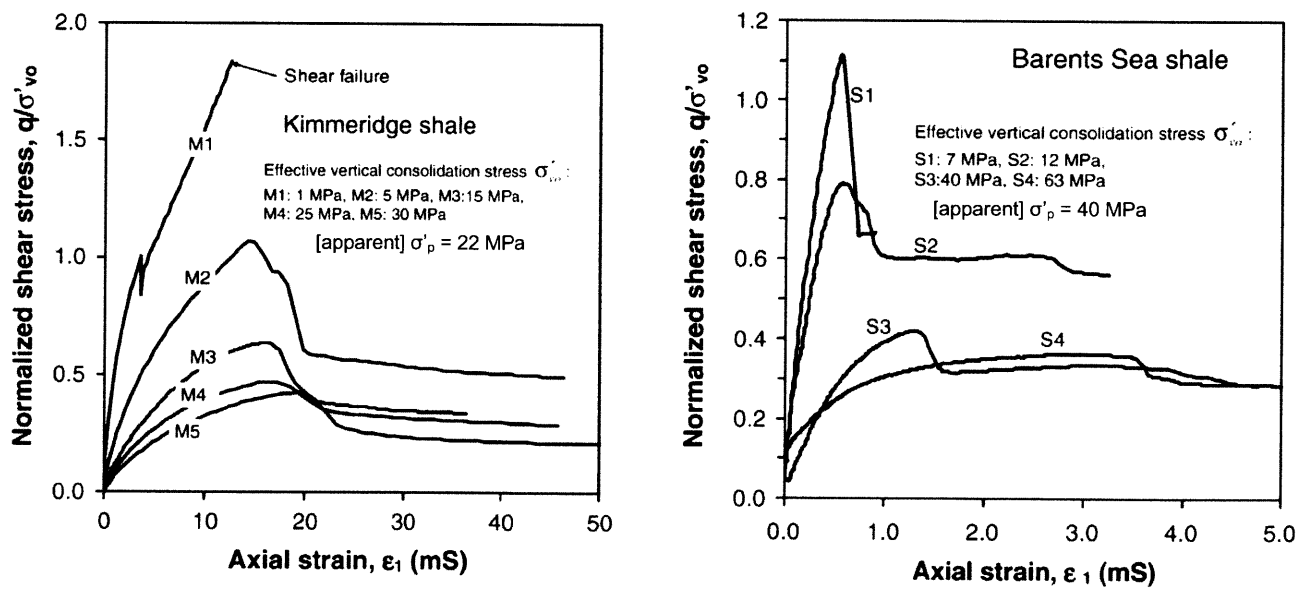 2.0
1.5
1.0
0.5
0.0
0
10
20
30
40
50
Normalized shear stress, q/σ'vo
Axial strain, ε1 (mS)
Shear failure
Kimmeridge shale
Effective vertical consolidation stress σ'vo :
M1: 1 MPa, M2: 5 MPa, M3:15 MPa,
M4: 25 MPa, M5: 30 MPa
[apparent] σ'p = 22 MPa
M1
M2
M3
M4
M5
1.2
1.0
0.8
0.6
0.4
0.2
0.0
0.0
1.0
2.0
3.0
4.0
5.0
Normalized shear stress, q/σ'vo
Axial strain, ε 1 (mS)
Barents Sea shale
Effective vertical consolidation stress σ'vo :
S1: 7 MPa, S2: 12 MPa,
S3:40 MPa, S4: 63 MPa
[apparent] σ'p = 40 MPa
S1
S2
S3
S4